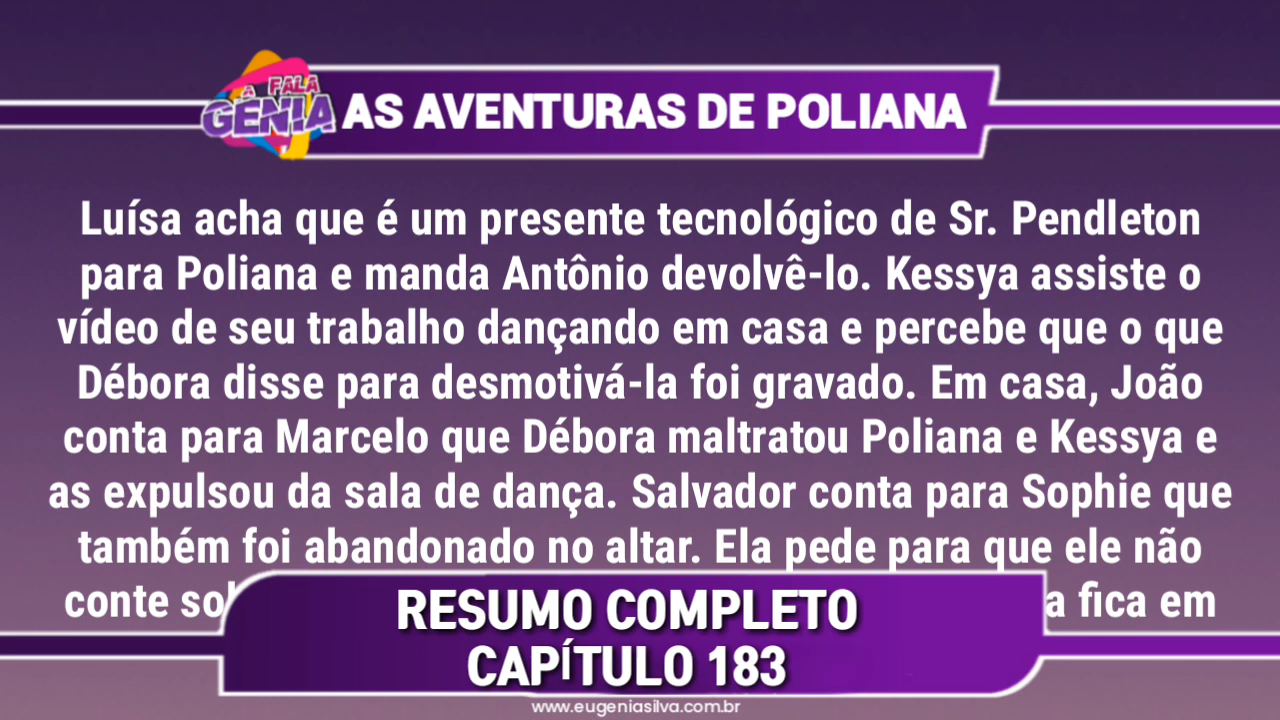 FALA
GÊNIA
AS AVENTURAS DE POLIANA
Luísa acha que é um presente tecnológico de Sr. Pendleton
para Poliana e manda Antônio devolvê-lo. Kessya assiste o
vídeo de seu trabalho dançando em casa e percebe que o que
Débora disse para desmotivá-la foi gravado. Em casa, João
conta para Marcelo que Débora maltratou Poliana e Kessya e
as expulsou da sala de dança. Salvador conta para Sophie que
também foi abandonado no altar. Ela pede para que ele não
conte a fica em
RESUMO COMPLETO
CAPÍTULO 183
www.eugeniasilva.com.br